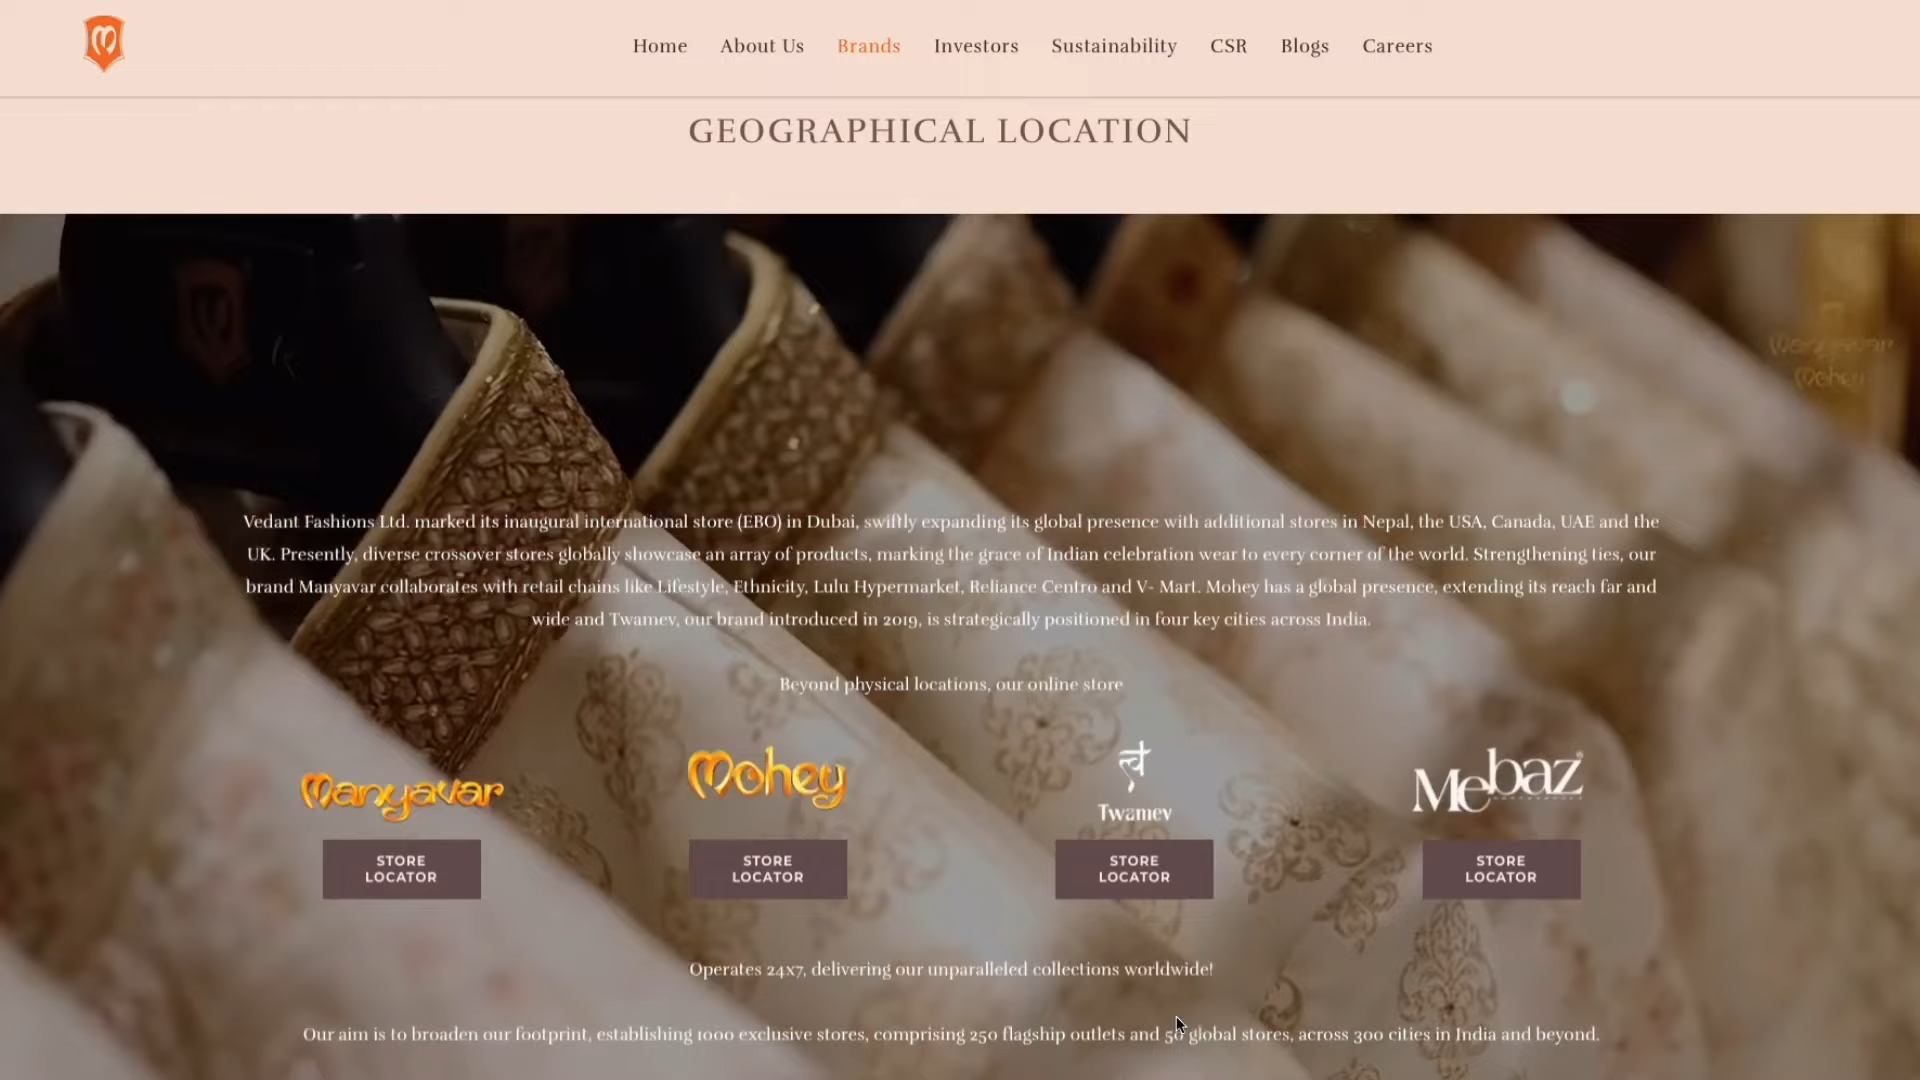 Home About Us Brands Investors Sustainability CSR Blogs Careers
GEOGRAPHICAL LOCATION
Manyavar
Mohey
Vedant Fashions Ltd. marked its inaugural international store (EBO) in Dubai, swiftly expanding its global presence with additional stores in Nepal, the USA, Canada, UAE and the
UK. Presently, diverse crossover stores globally showcase an array of products, marking the grace of Indian celebration wear to every corner of the world. Strengthening ties, our
brand Manyavar collaborates with retail chains like Lifestyle, Ethnicity, Lulu Hypermarket, Reliance Centro and V- Mart. Mohey has a global presence, extending its reach far and
wide and Twamev, our brand introduced in 2019, is strategically positioned in four key cities across India.
Beyond physical locations, our online store
Manyavar Mohey त्व Twamev Mebaz
STORE LOCATOR STORE LOCATOR STORE LOCATOR STORE LOCATOR
Operates 24x7, delivering our unparalleled collections worldwide!
Our aim is to broaden our footprint, establishing 1000 exclusive stores, comprising 250 flagship outlets and 50 global stores, across 300 cities in India and beyond.